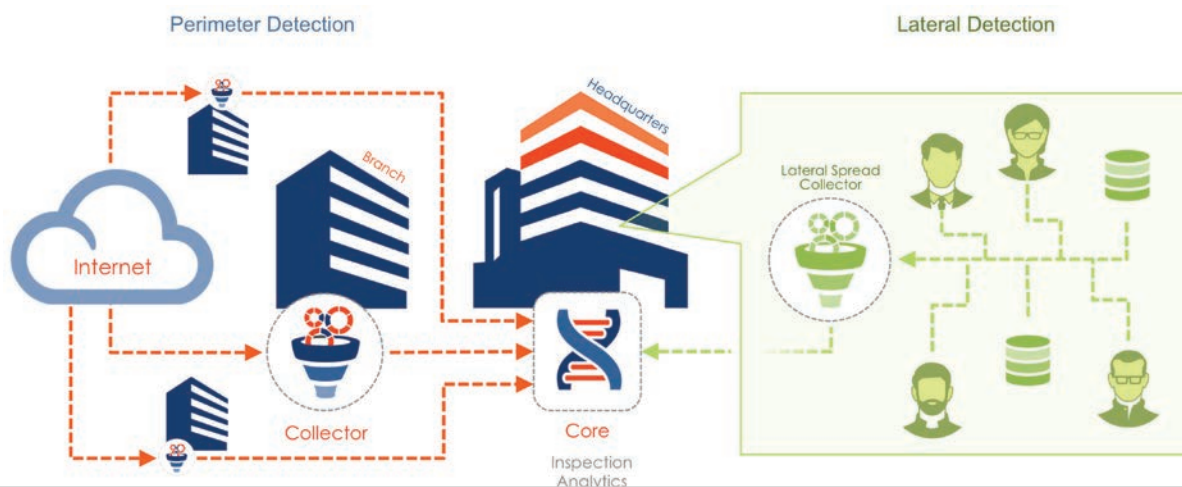 Perimeter Detection
Lateral Detection
Headquarters
Branch
Lateral Spread
Collector
Internet
Collector
Core
Inspection
Analytics